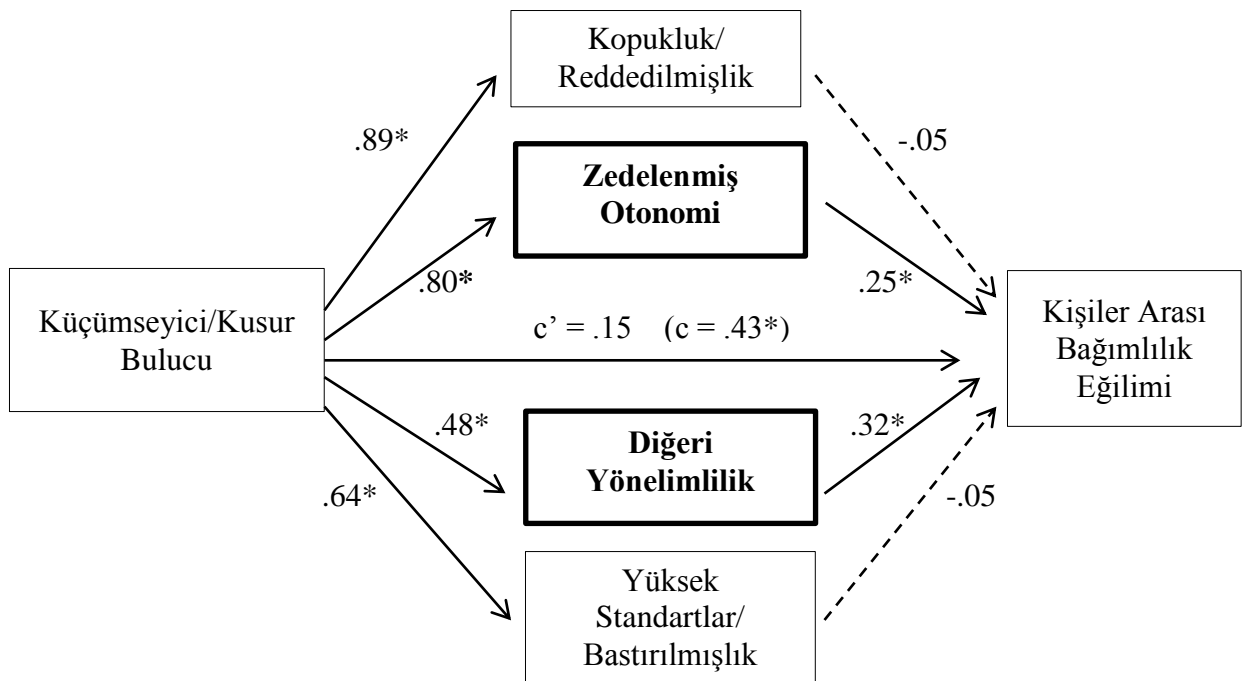 Kopukluk/
Reddedilmişlik
.89*
-.05
Zedelenmiş
Otonomi
.80*
.25*
Küçümseyici/Kusur
Bulucu
c’ = .15 (c = .43*)
Kişiler Arası
Bağımlılık
Eğilimi
.48*
Diğeri
Yönelimlilik
.32*
.64*
-.05
Yüksek
Standartlar/
Bastırılmışlık